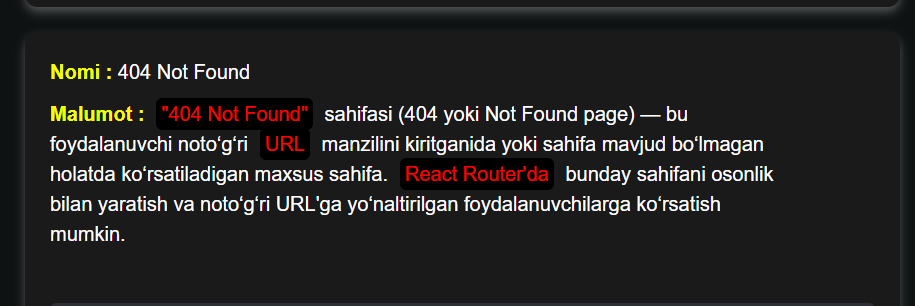 Nomi : 404 Not Found
Malumot : "404 Not Found" sahifasi (404 yoki Not Found page) — bu
foydalanuvchi noto‘g‘ri URL manzilini kiritganida yoki sahifa mavjud bo‘lmagan
holatda ko‘rsatiladigan maxsus sahifa. React Router'da bunday sahifani osonlik
bilan yaratish va noto‘g‘ri URL'ga yo‘naltirilgan foydalanuvchilarga ko‘rsatish
mumkin.